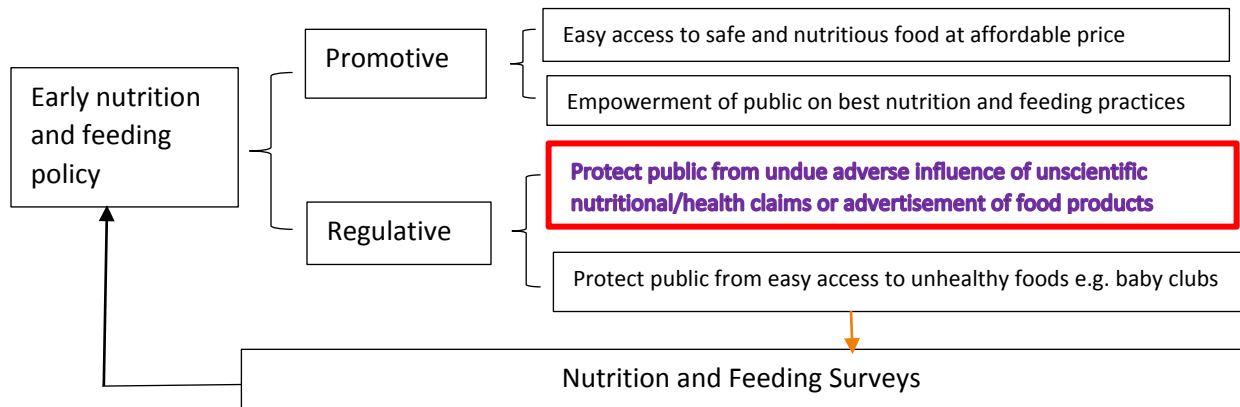 Easy access to safe and nutritious food at affordable price
Promotive
Early nutrition
and feeding
policy
Empowerment of public on best nutrition and feeding practices
Protect public from undue adverse influence of unscientific
nutritional/health claims or advertisement of food products
Regulative
Protect public from easy access to unhealthy foods e.g. baby clubs
Nutrition and Feeding Surveys